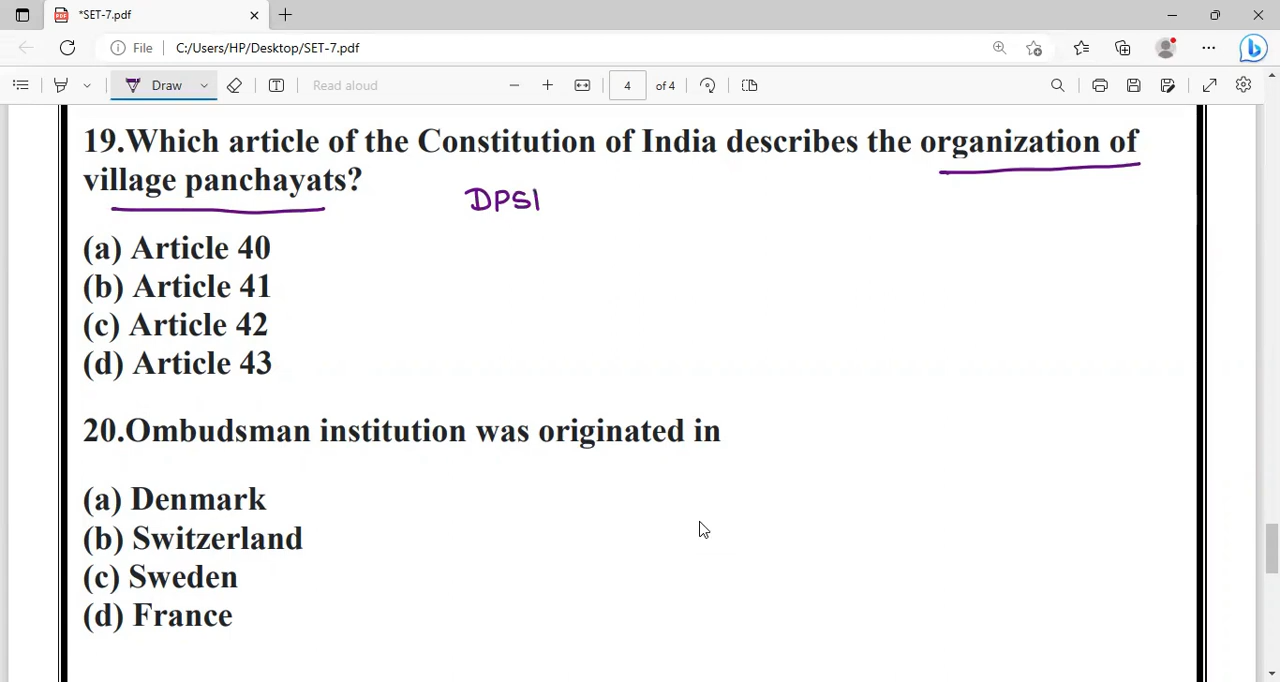 *SET-7.pdf
File
C:/Users/HP/Desktop/SET-7.pdf
Draw
Read aloud
4
of 4
19.Which article of the Constitution of India describes the organization of
village panchayats?
DPSI
(a) Article 40
(b) Article 41
(c) Article 42
(d) Article 43
20.Ombudsman institution was originated in
(a) Denmark
(b) Switzerland
(c) Sweden
(d) France